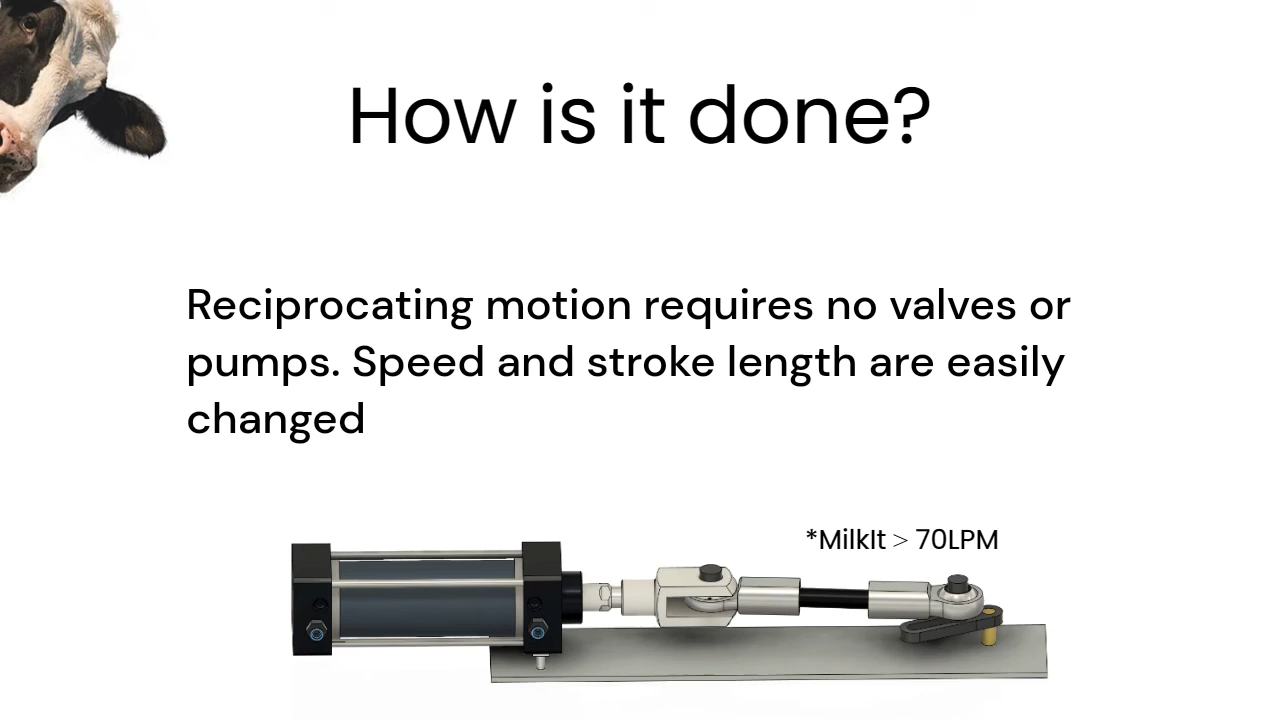 How is it done?
Reciprocating motion requires no valves or
pumps. Speed and stroke length are easily
changed
*MilkIt > 70LPM